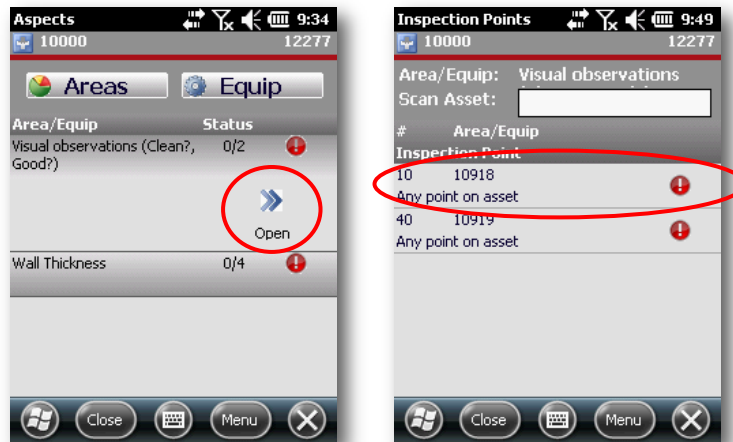 Aspects 9:34
10000 12277
Areas Equip
Area/Equip Status
Visual observations (Clean?, 0/2
Good?)
Open
Wall Thickness 0/4
Close Menu
Inspection Points 9:49
10000 12277
Area/Equip: Visual observations
Scan Asset:
# Area/Equip
Inspection Point
10 10918
Any point on asset
40 10919
Any point on asset
Close Menu